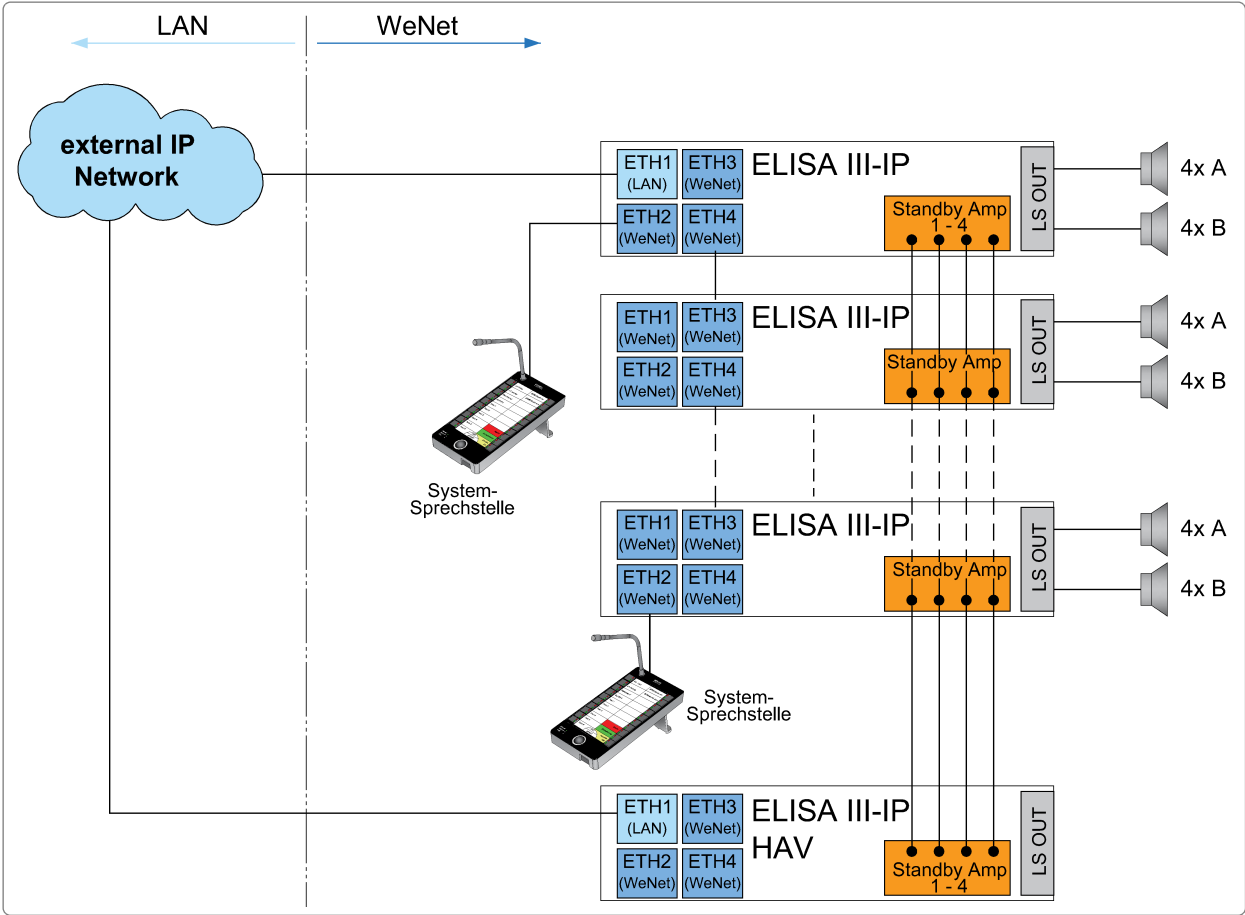 LAN
WeNet
external IP
Network
ETH1
(LAN)
ETH3
(WeNet)
ETH2
(WeNet)
ETH4
(WeNet)
ELISA III-IP
Standby Amp
1 - 4
LS OUT
4x A
4x B
ETH1
(WeNet)
ETH3
(WeNet)
ETH2
(WeNet)
ETH4
(WeNet)
ELISA III-IP
Standby Amp
LS OUT
4x A
4x B
System-
Sprechstelle
ETH1
(WeNet)
ETH3
(WeNet)
ETH2
(WeNet)
ETH4
(WeNet)
ELISA III-IP
Standby Amp
LS OUT
4x A
4x B
System-
Sprechstelle
ETH1
(LAN)
ETH3
(WeNet)
ETH2
(WeNet)
ETH4
(WeNet)
ELISA III-IP
HAV
Standby Amp
1 - 4
LS OUT